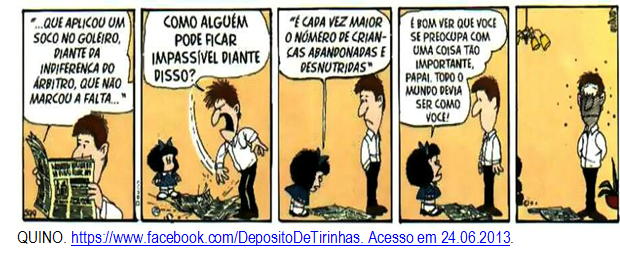 "...QUE APLICOU UM
SOCO NO GOLEIRO,
DIANTE DA
INDIFERENÇA DO
ÁRBITRO, QUE NÃO
MARCOU A FALTA..."
COMO ALGUÉM
PODE FICAR
IMPASSÍVEL DIANTE
DISSO?
"É CADA VEZ MAIOR
O NÚMERO DE CRIAN-
ÇAS ABANDONADAS E
DESNUTRIDAS"
É BOM VER QUE VOCÊ
SE PREOCUPA COM
UMA COISA TÃO
IMPORTANTE,
PAPAI. TODO O
MUNDO DEVIA
SER COMO
VOCÊ!
QUINO. https://www.facebook.com/DepositoDeTirinhas. Acesso em 24.06.2013.